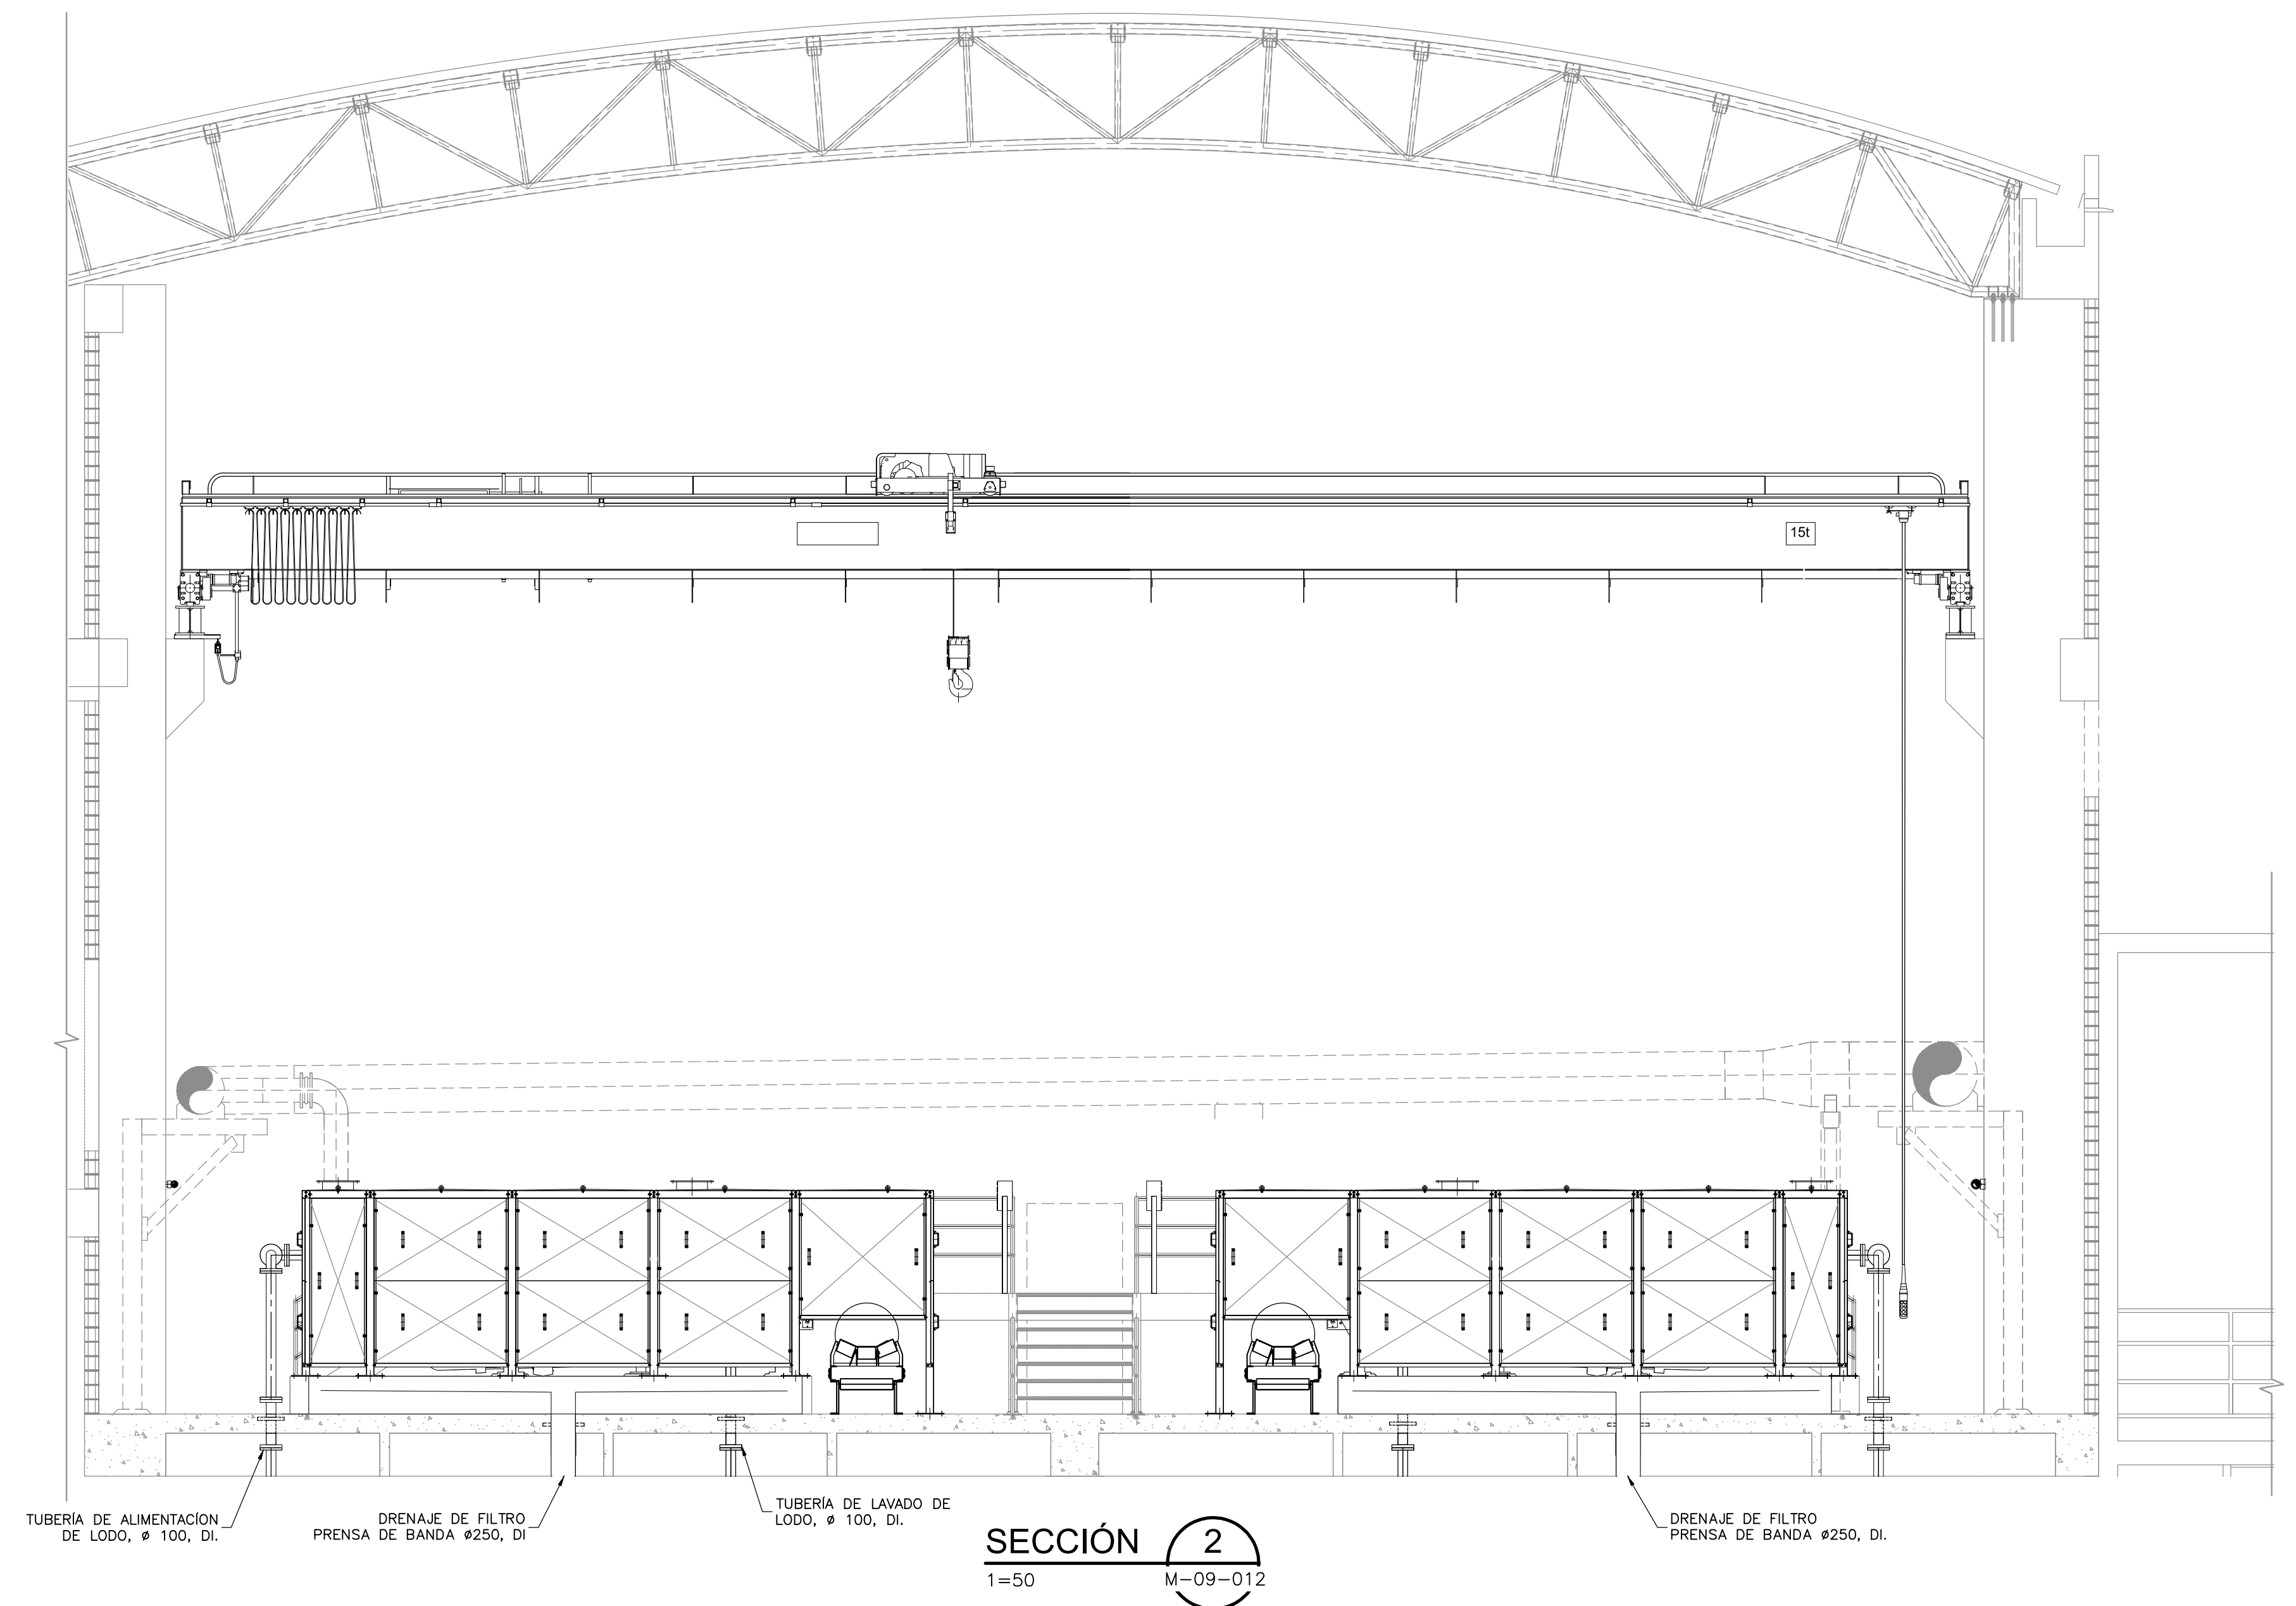 15t
TUBERÍA DE ALIMENTACÍON
DE LODO, ø 100, DI.
DRENAJE DE FILTRO
PRENSA DE BANDA ø250, DI
TUBERÍA DE LAVADO DE
LODO, ø 100, DI.
DRENAJE DE FILTRO
PRENSA DE BANDA ø250, DI.
SECCIÓN 2
1=50 M-09-012